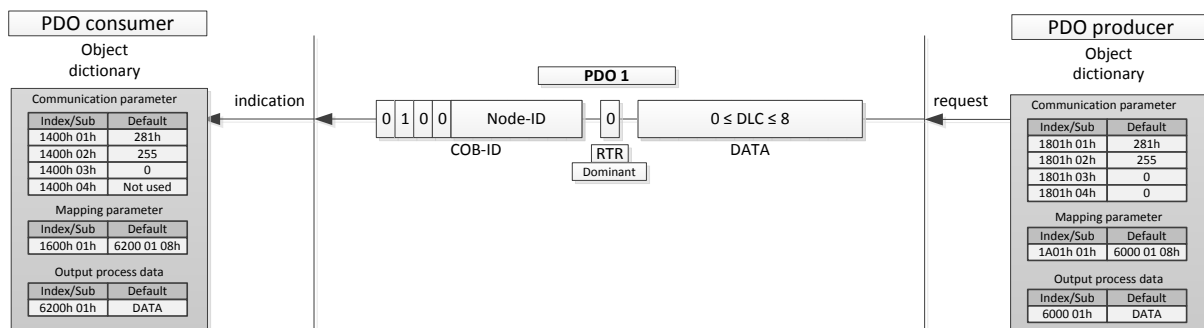 PDO consumer
Object
dictionary
Communication parameter
Index/Sub Default
1400h 01h 281h
1400h 02h 255
1400h 03h 0
1400h 04h Not used
Mapping parameter
Index/Sub Default
1600h 01h 6200 01 08h
Output process data
Index/Sub Default
6200h 01h DATA
indication
PDO 1
0 1 0 0 Node-ID 0 0 ≤ DLC ≤ 8
COB-ID RTR DATA
Dominant
request
PDO producer
Object
dictionary
Communication parameter
Index/Sub Default
1801h 01h 281h
1801h 02h 255
1801h 03h 0
1801h 04h 0
Mapping parameter
Index/Sub Default
1A01h 01h 6000 01 08h
Output process data
Index/Sub Default
6000 01h DATA